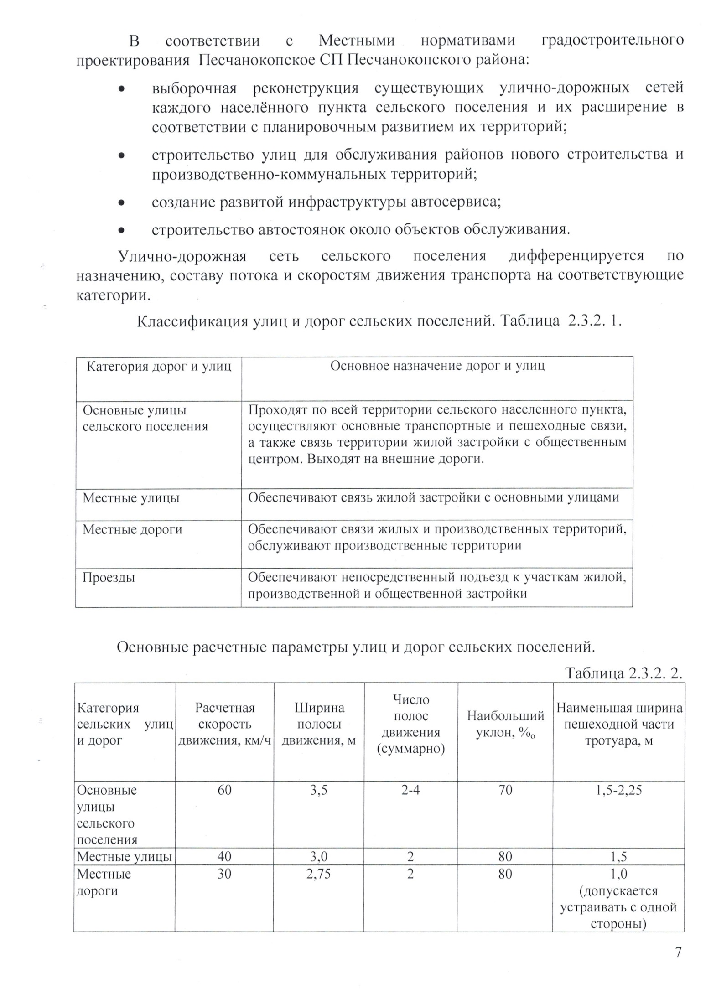 В соответствии с Местными нормативами градостроительного
проектирования Песчанокопское СП Песчанокопского района:
• выборочная реконструкция существующих улично-дорожных сетей
каждого населённого пункта сельского поселения и их расширение в
соответствии с планировочным развитием их территорий;
• строительство улиц для обслуживания районов нового строительства и
производственно-коммунальных территорий;
• создание развитой инфраструктуры автосервиса;
• строительство автостоянок около объектов обслуживания.
Улично-дорожная сеть сельского поселения дифференцируется по
назначению, составу потока и скоростям движения транспорта на соответствующие
категории.
Классификация улиц и дорог сельских поселений. Таблица 2.3.2. 1.
Категория дорог и улиц
Основное назначение дорог и улиц
Основные улицы
сельского поселения
Проходят по всей территории сельского населенного пункта,
осуществляют основные транспортные и пешеходные связи,
а также связь территории жилой застройки с общественным
центром. Выходят на внешние дороги.
Местные улицы
Обеспечивают связь жилой застройки с основными улицами
Местные дороги
Обеспечивают связи жилых и производственных территорий,
обслуживают производственные территории
Проезды
Обеспечивают непосредственный подъезд к участкам жилой,
производственной и общественной застройки
Основные расчетные параметры улиц и дорог сельских поселений.
Таблица 2.3.2. 2.
Категория
сельских улиц
и дорог
Расчетная
скорость
движения, км/ч
Ширина
полосы
движения, м
Число
полос
движения
(суммарно)
Наибольший
уклон, %о
Наименьшая ширина
пешеходной части
тротуара, м
Основные
улицы
сельского
поселения
60
3,5
2-4
70
1,5-2,25
Местные улицы
40
3,0
2
80
1,5
Местные
дороги
30
2,75
2
80
1,0
(допускается
устраивать с одной
стороны)
7